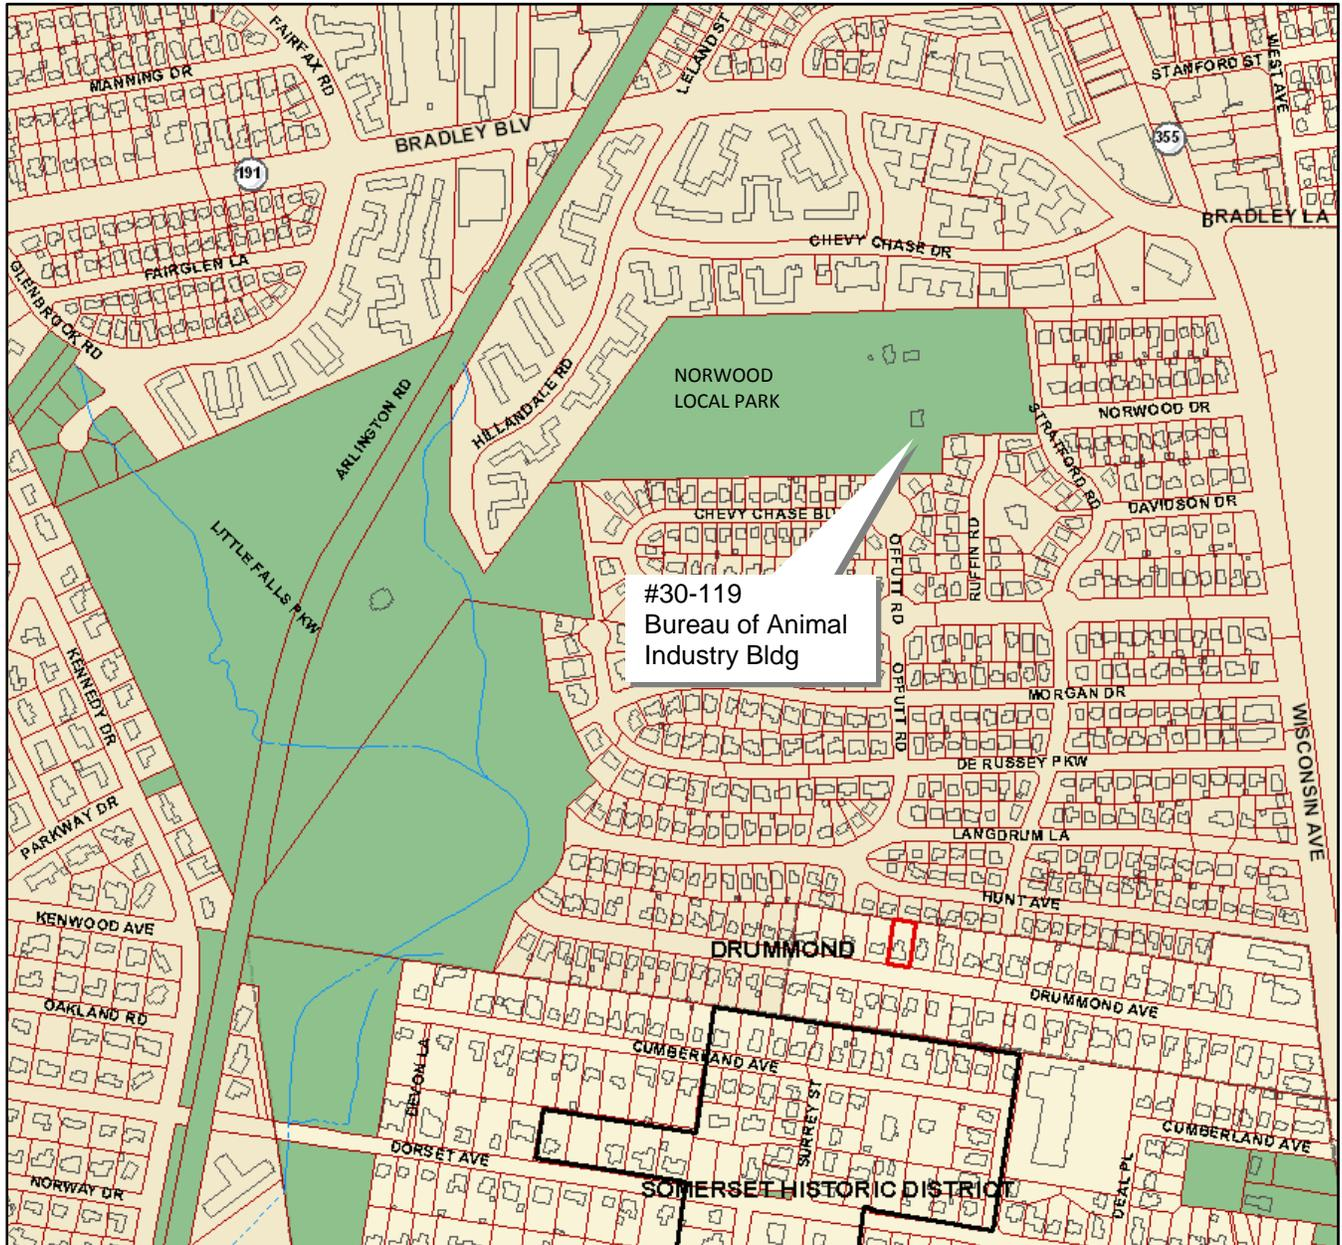 FAIRFAX RD
LELAND ST
WEST AVE
STANFORD ST
MANNING DR
BRADLEY BLV
355
191
BRADLEY LA
CHEVY CHASE DR
FAIRGLEN LA
GLENBROOK RD
NORWOOD
LOCAL PARK
ARLINGTON RD
HILLANDALE RD
STRATFORD RD
NORWOOD DR
DAVIDSON DR
CHEVY CHASE BLV
LITTLE FALLS PKW
OFFUTT RD
RUFFIN RD
#30-119
Bureau of Animal
Industry Bldg
KENNEDY DR
OFFUTT RD
MORGAN DR
WISCONSIN AVE
DE RUSSEY PKW
PARKWAY DR
LANGDRUM LA
HUNT AVE
KENWOOD AVE
DRUMMOND
DRUMMOND AVE
OAKLAND RD
CUMBERLAND AVE
DEVON LA
SURREY ST
CUMBERLAND AVE
DORSET AVE
DEAL PL
NORWAY DR
SOMERSET HISTORIC DISTRICT